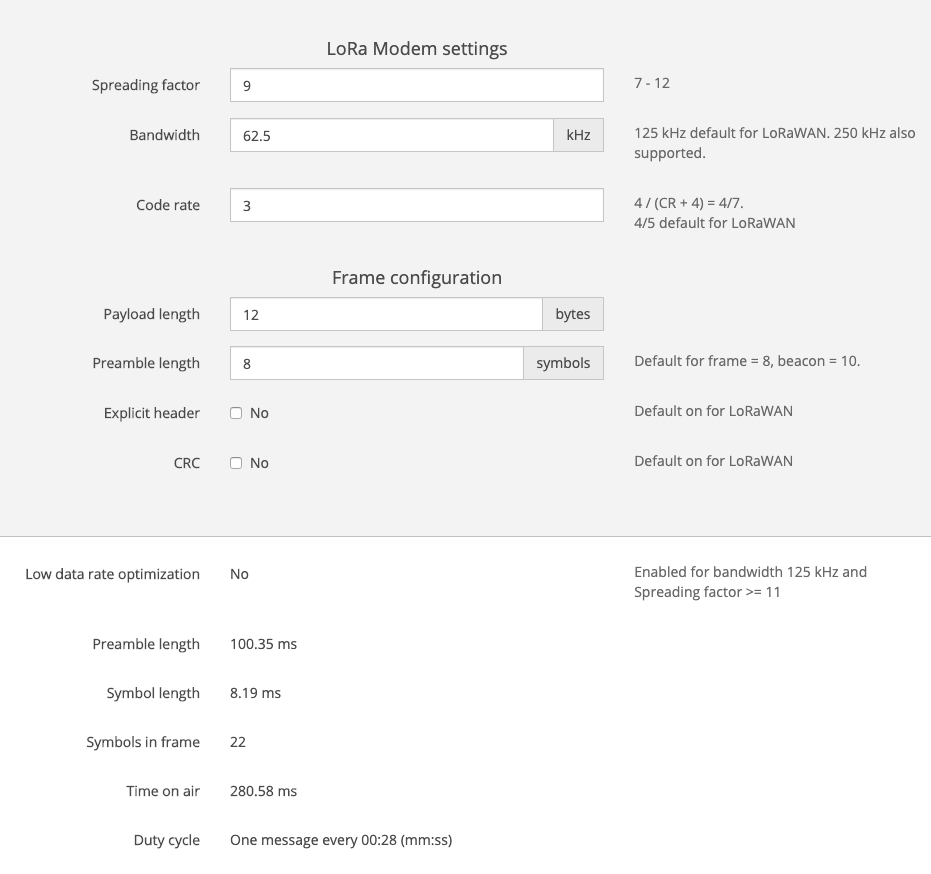 LoRa Modem settings
Spreading factor 9 7 - 12
Bandwidth 62.5 kHz 125 kHz default for LoRaWAN. 250 kHz also
supported.
Code rate 3 4 / (CR + 4) = 4/7.
4/5 default for LoRaWAN
Frame configuration
Payload length 12 bytes
Preamble length 8 symbols Default for frame = 8, beacon = 10.
Explicit header No Default on for LoRaWAN
CRC No Default on for LoRaWAN
Low data rate optimization No Enabled for bandwidth 125 kHz and
Spreading factor >= 11
Preamble length 100.35 ms
Symbol length 8.19 ms
Symbols in frame 22
Time on air 280.58 ms
Duty cycle One message every 00:28 (mm:ss)